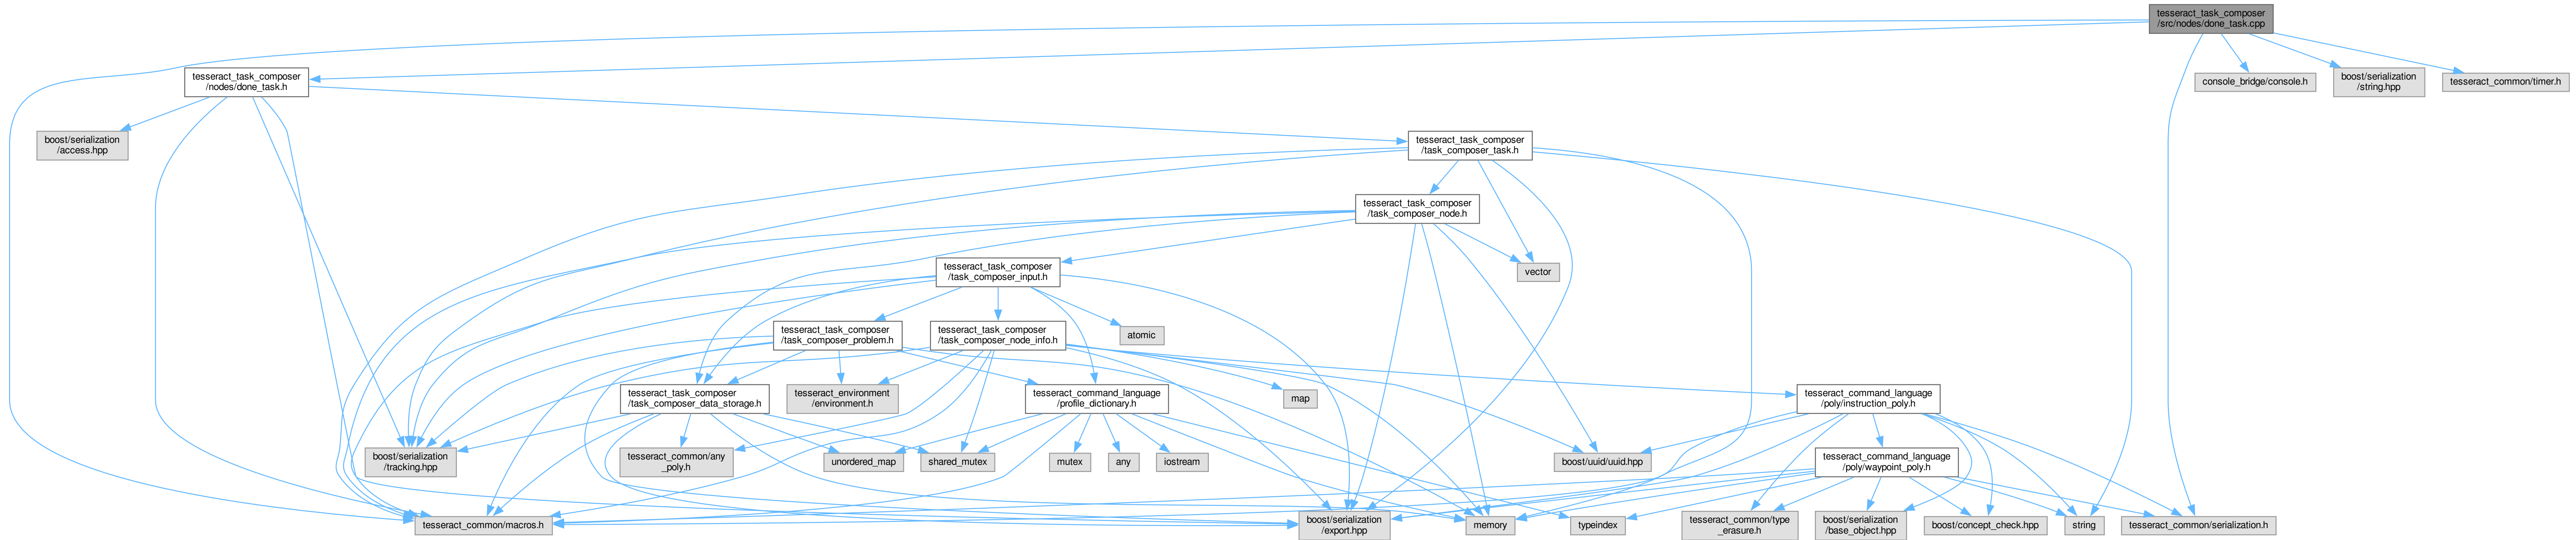 tesseract_task_composer
/src/nodes/done_task.cpp
tesseract_task_composer
/nodes/done_task.h
console_bridge/console.h
boost/serialization
/string.hpp
tesseract_common/timer.h
boost/serialization
/access.hpp
tesseract_task_composer
/task_composer_task.h
tesseract_task_composer
/task_composer_node.h
tesseract_task_composer
/task_composer_input.h
vector
tesseract_task_composer
/task_composer_problem.h
tesseract_task_composer
/task_composer_node_info.h
atomic
tesseract_task_composer
/task_composer_data_storage.h
tesseract_environment
/environment.h
tesseract_command_language
/profile_dictionary.h
map
tesseract_command_language
/poly/instruction_poly.h
boost/serialization
/tracking.hpp
tesseract_common/any
_poly.h
unordered_map
shared_mutex
mutex
any
iostream
boost/uuid/uuid.hpp
tesseract_command_language
/poly/waypoint_poly.h
tesseract_common/macros.h
boost/serialization
/export.hpp
memory
typeindex
tesseract_common/type
_erasure.h
boost/serialization
/base_object.hpp
boost/concept_check.hpp
string
tesseract_common/serialization.h